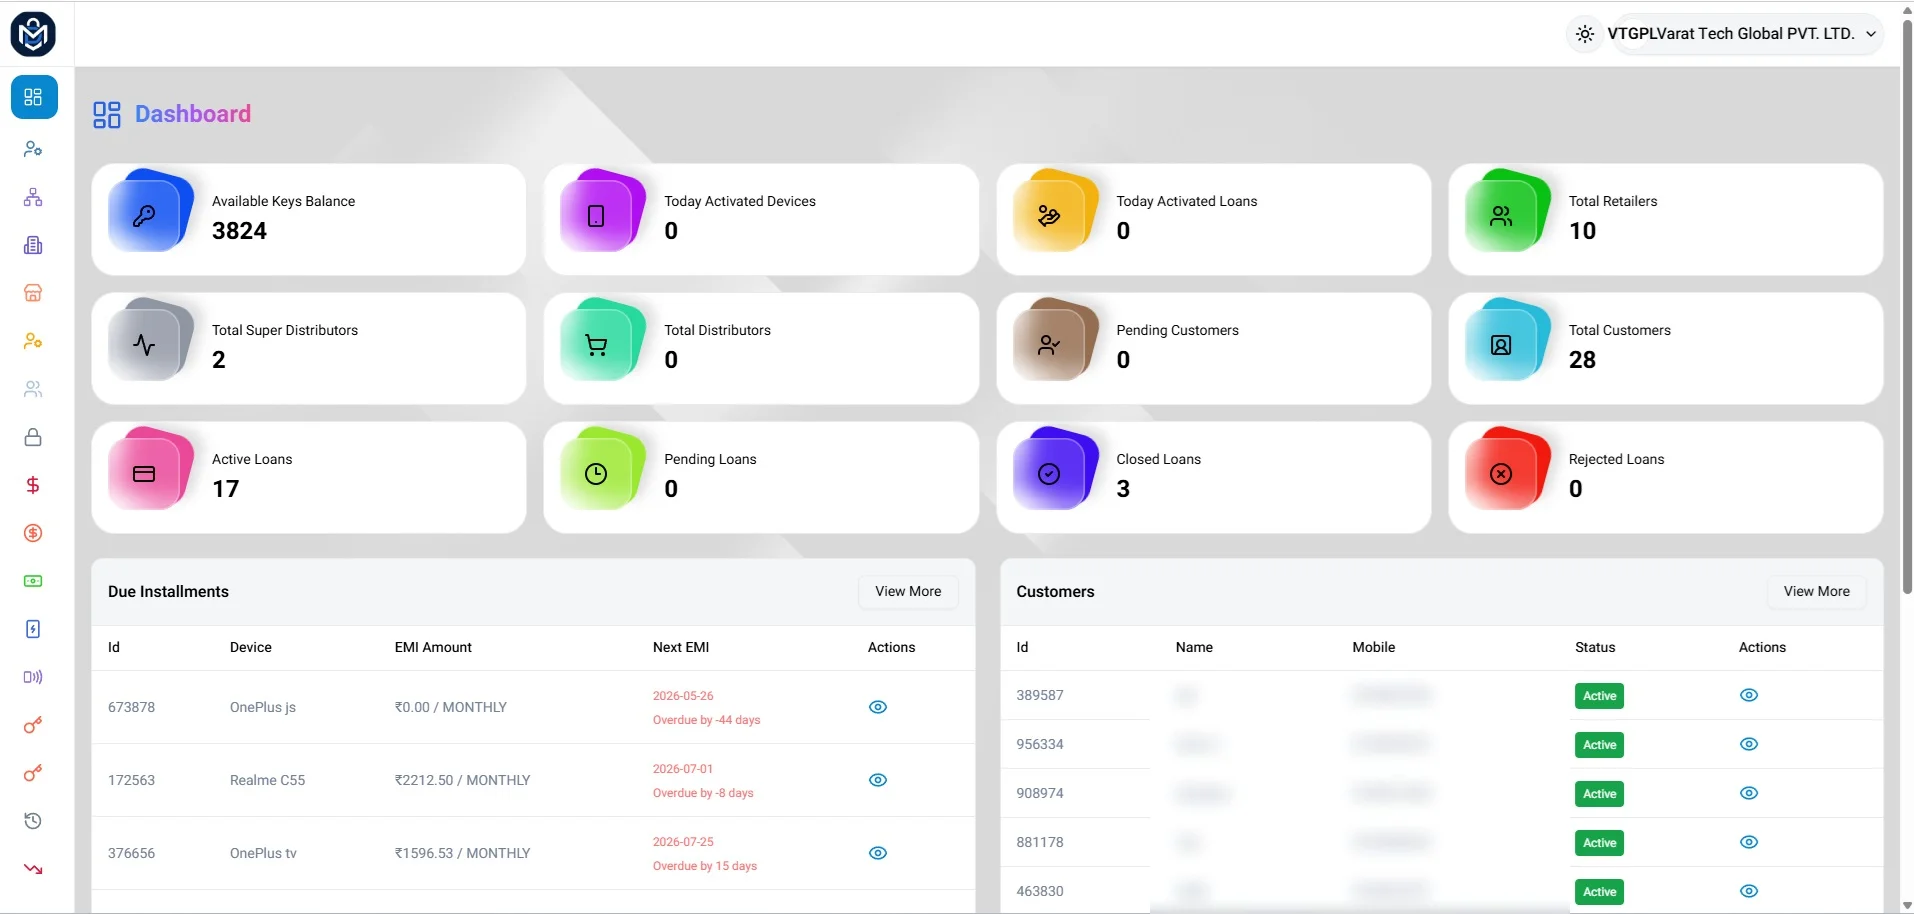 VTGPLVarat Tech Global PVT. LTD.
Dashboard
Available Keys Balance
3824
Today Activated Devices
0
Today Activated Loans
0
Total Retailers
10
Total Super Distributors
2
Total Distributors
0
Pending Customers
0
Total Customers
28
Active Loans
17
Pending Loans
0
Closed Loans
3
Rejected Loans
0
Due Installments
View More
Id Device EMI Amount Next EMI Actions
673878 OnePlus js ₹0.00 / MONTHLY 2026-05-26
Overdue by -44 days
172563 Realme C55 ₹2212.50 / MONTHLY 2026-07-01
Overdue by -8 days
376656 OnePlus tv ₹1596.53 / MONTHLY 2026-07-25
Overdue by 15 days
Customers
View More
Id Name Mobile Status Actions
389587 Active
956334 Active
908974 Active
881178 Active
463830 Active